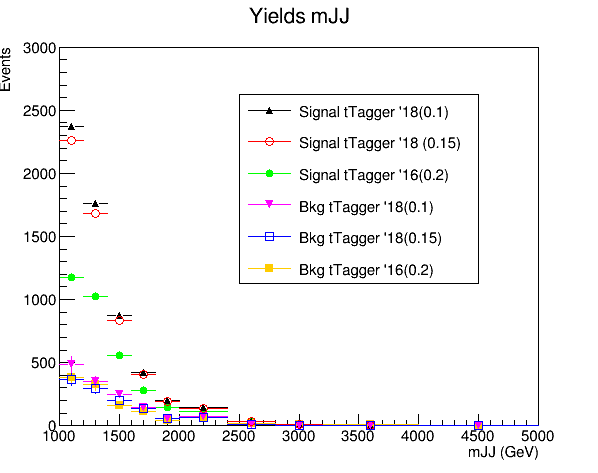 Yields mJJ
Events
3000
2500
2000
1500
1000
500
0
Signal tTagger '18(0.1)
Signal tTagger '18 (0.15)
Signal tTagger '16(0.2)
Bkg tTagger '18(0.1)
Bkg tTagger '18(0.15)
Bkg tTagger '16(0.2)
1000 1500 2000 2500 3000 3500 4000 4500 5000
mJJ (GeV)